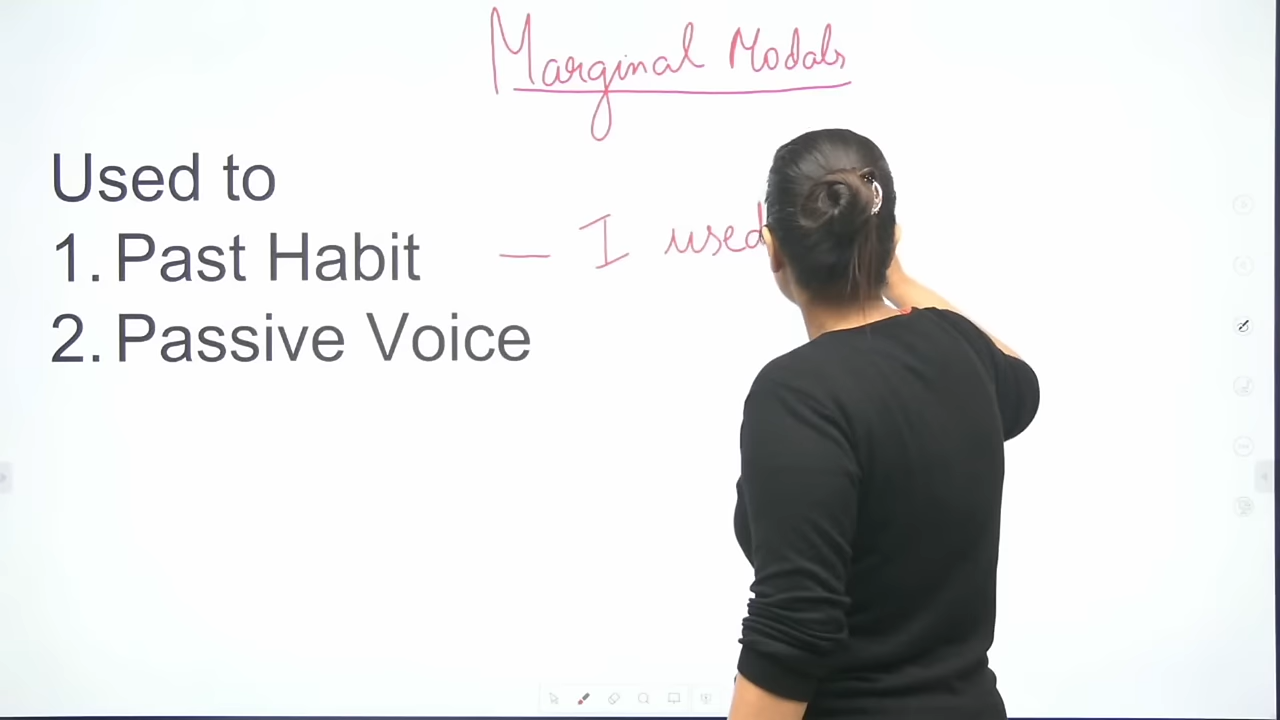 Marginal Modals
Used to
1. Past Habit
— I used
2. Passive Voice